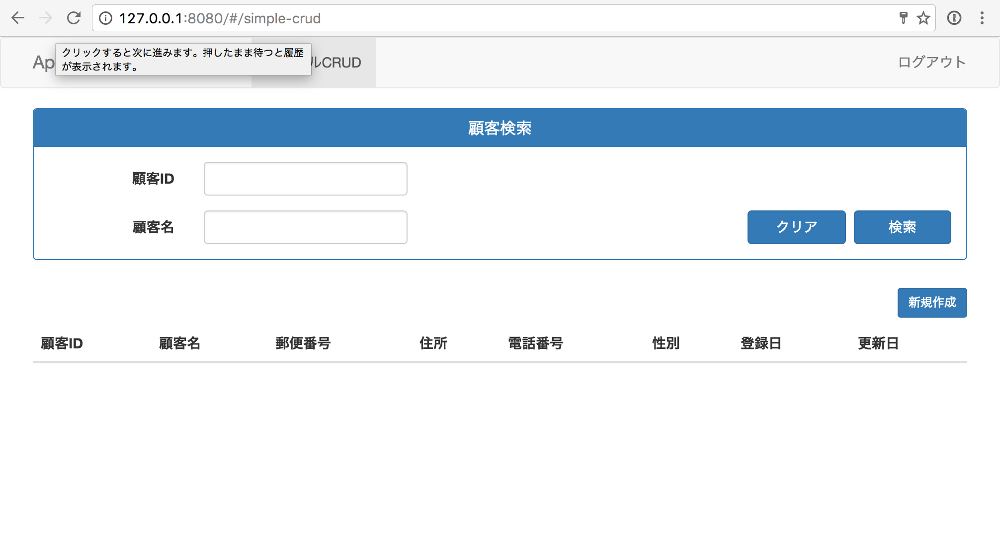 127.0.0.1:8080/#/simple-crud
クリックすると次に進みます。押したまま待つと履歴
が表示されます。
Ap
ルCRUD
ログアウト
顧客検索
顧客ID
顧客名
クリア
検索
新規作成
顧客ID 顧客名 郵便番号 住所 電話番号 性別 登録日 更新日